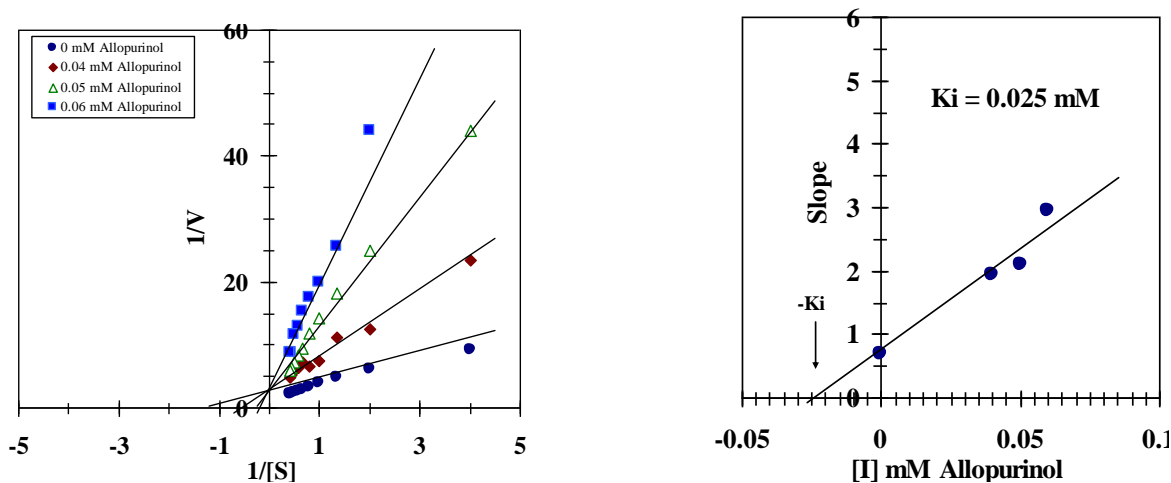 60
0 mM Allopurinol
0.04 mM Allopurinol
0.05 mM Allopurinol
0.06 mM Allopurinol
40
1/V
20
0
-5 -3 -1 1 3 5
1/[S]
6
Ki = 0.025 mM
5
4
Slope
3
2
-Ki
1
0
-0.05 0 0.05 0.1
[I] mM Allopurinol